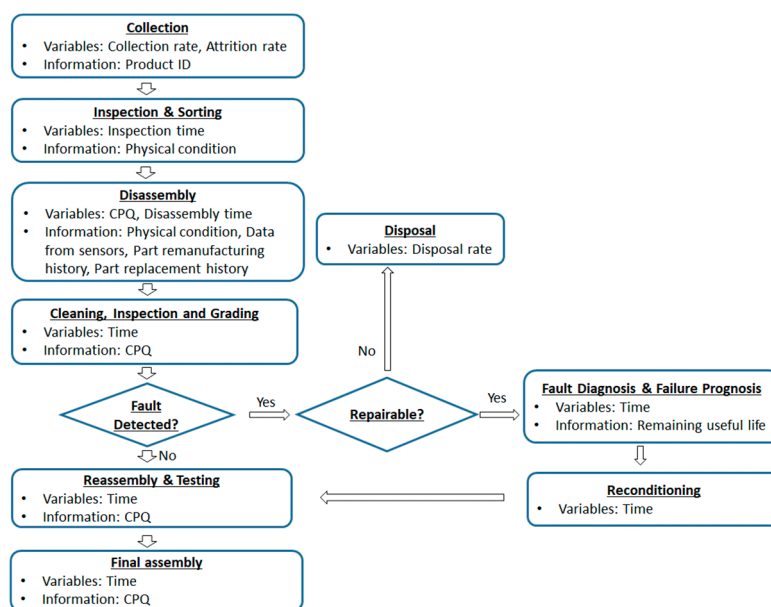 Collection
• Variables: Collection rate, Attrition rate
• Information: Product ID
Inspection & Sorting
• Variables: Inspection time
• Information: Physical condition
Disassembly
• Variables: CPQ, Disassembly time
• Information: Physical condition, Data
from sensors, Part remanufacturing
history, Part replacement history
Disposal
• Variables: Disposal rate
Cleaning, Inspection and Grading
• Variables: Time
• Information: CPQ
No
Fault
Detected?
Yes
Repairable?
Yes
Fault Diagnosis & Failure Prognosis
• Variables: Time
• Information: Remaining useful life
No
Reassembly & Testing
• Variables: Time
• Information: CPQ
Reconditioning
• Variables: Time
Final assembly
• Variables: Time
• Information: CPQ